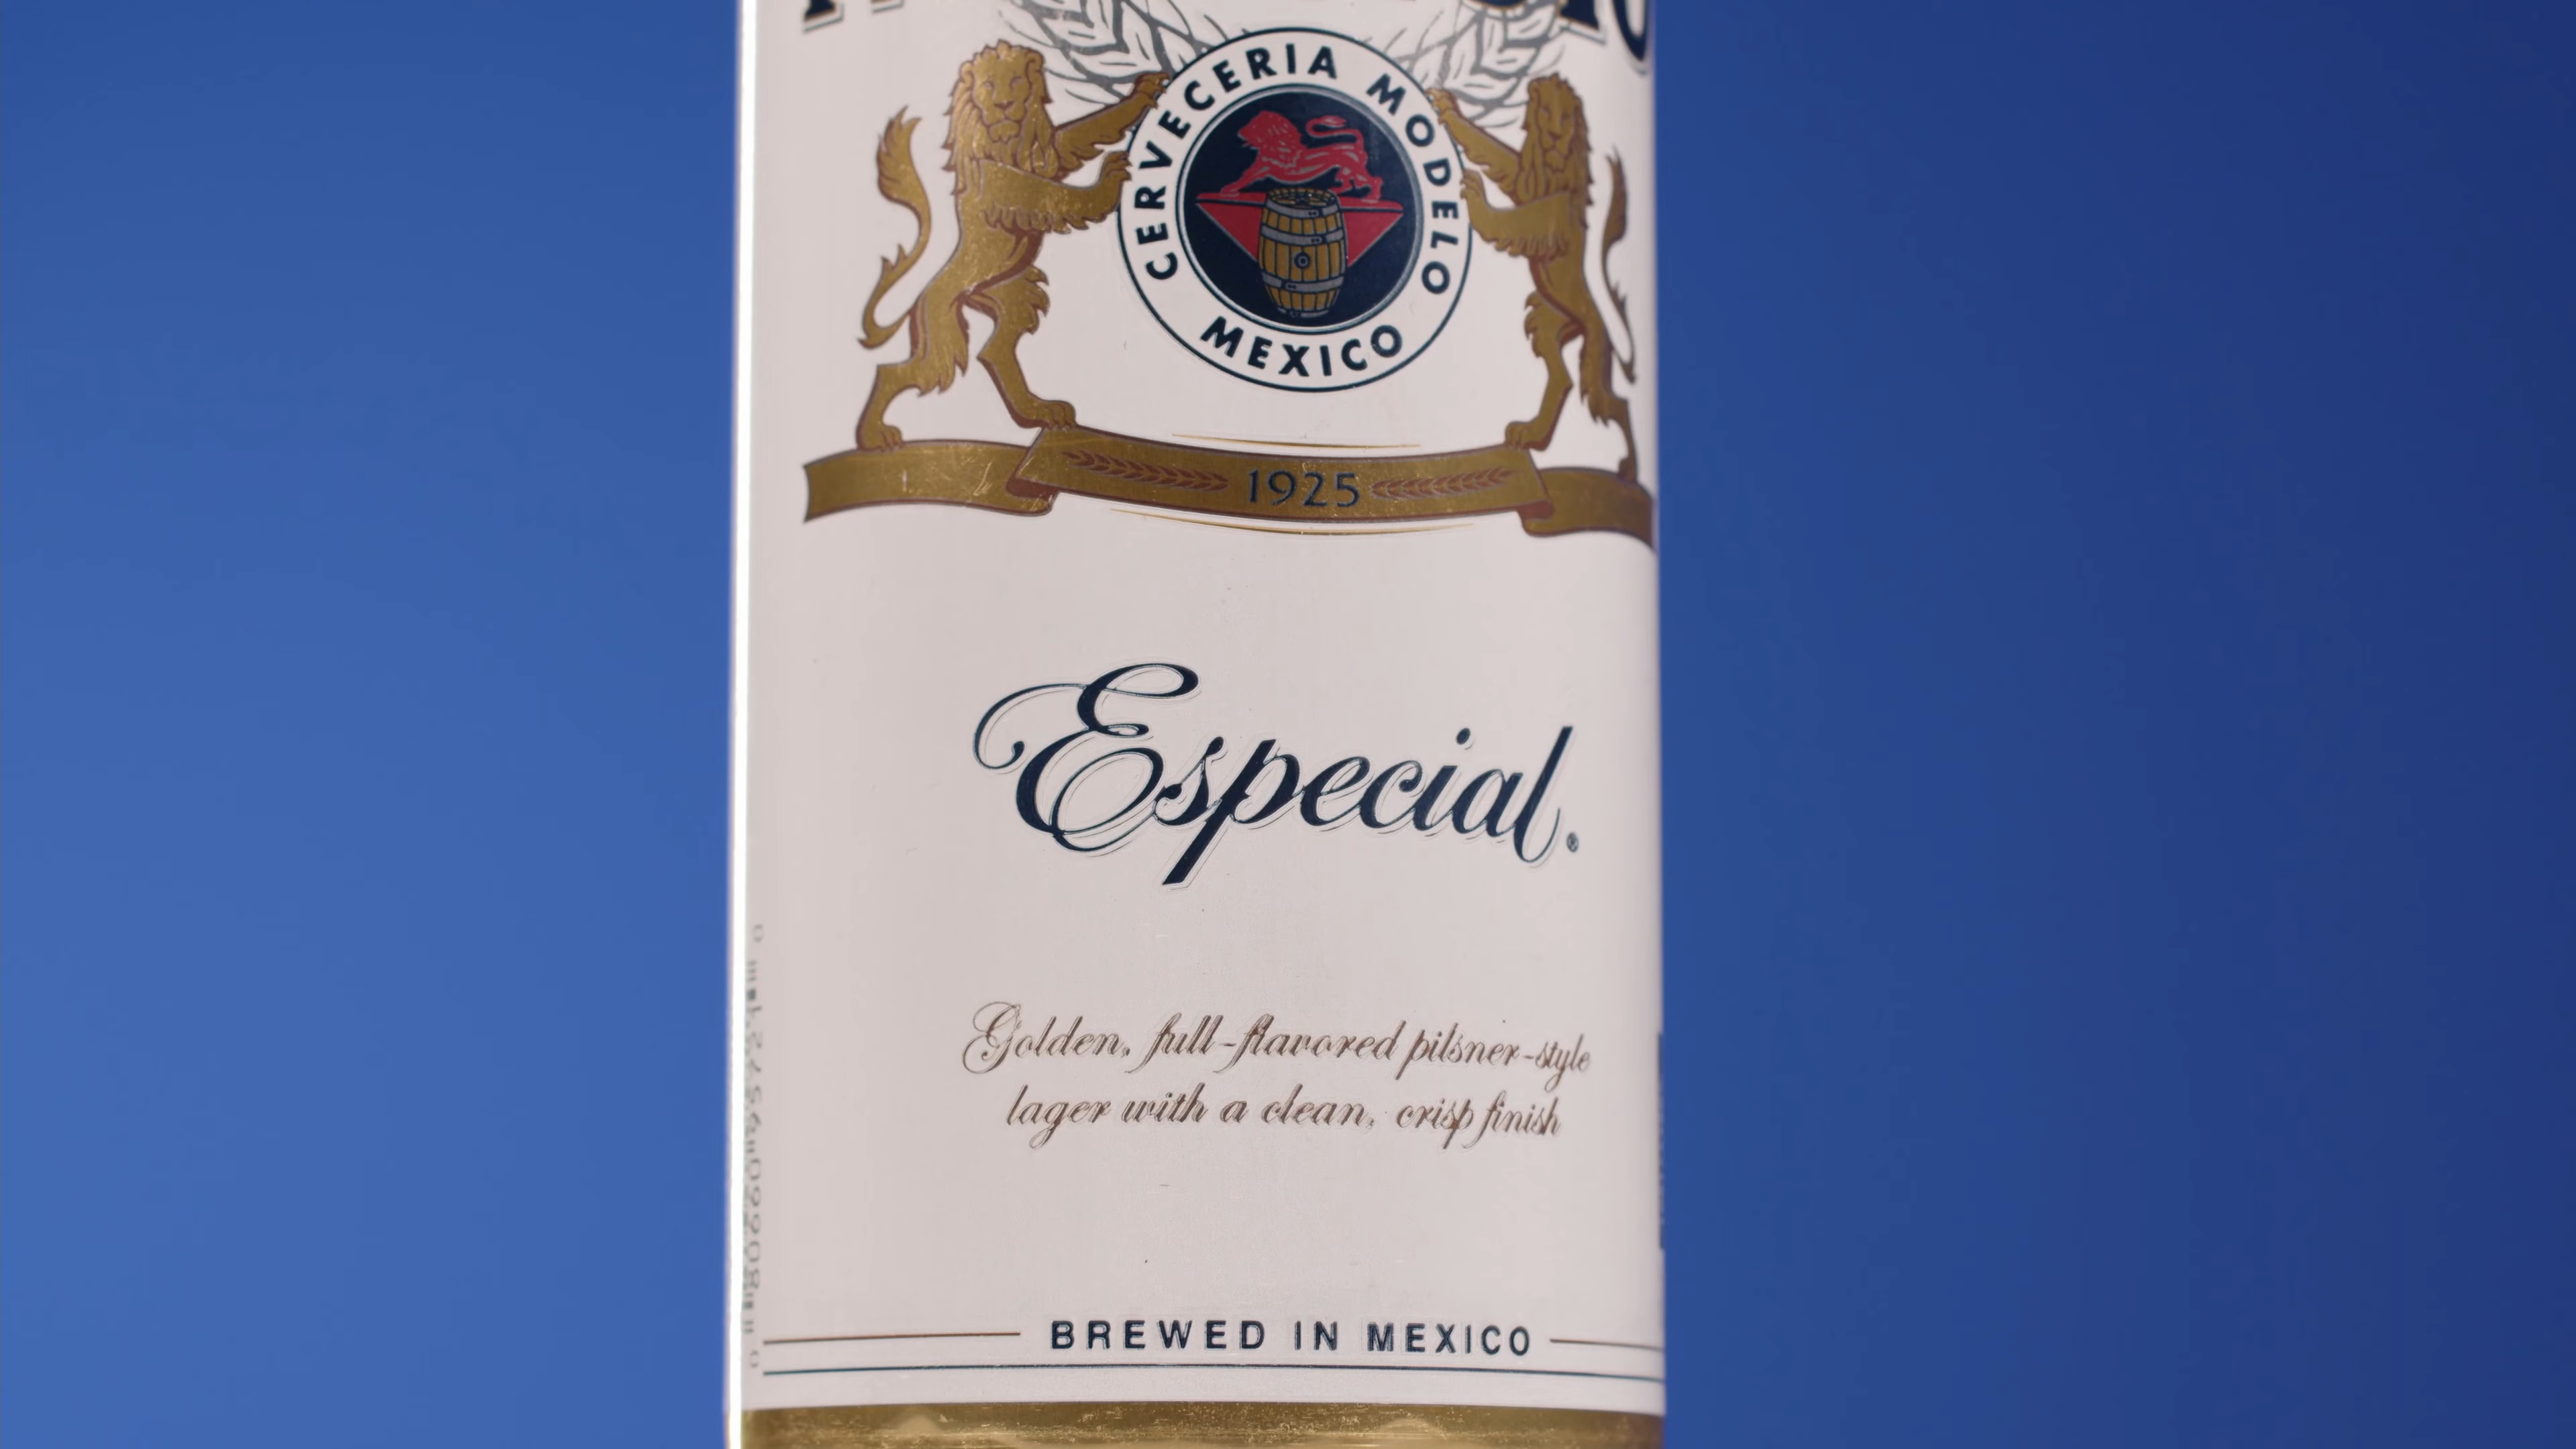 CERVECERIA MODELO
MEXICO
1925
Especial®
Golden, full-flavored pilsner-style
lager with a clean, crisp finish
BREWED IN MEXICO